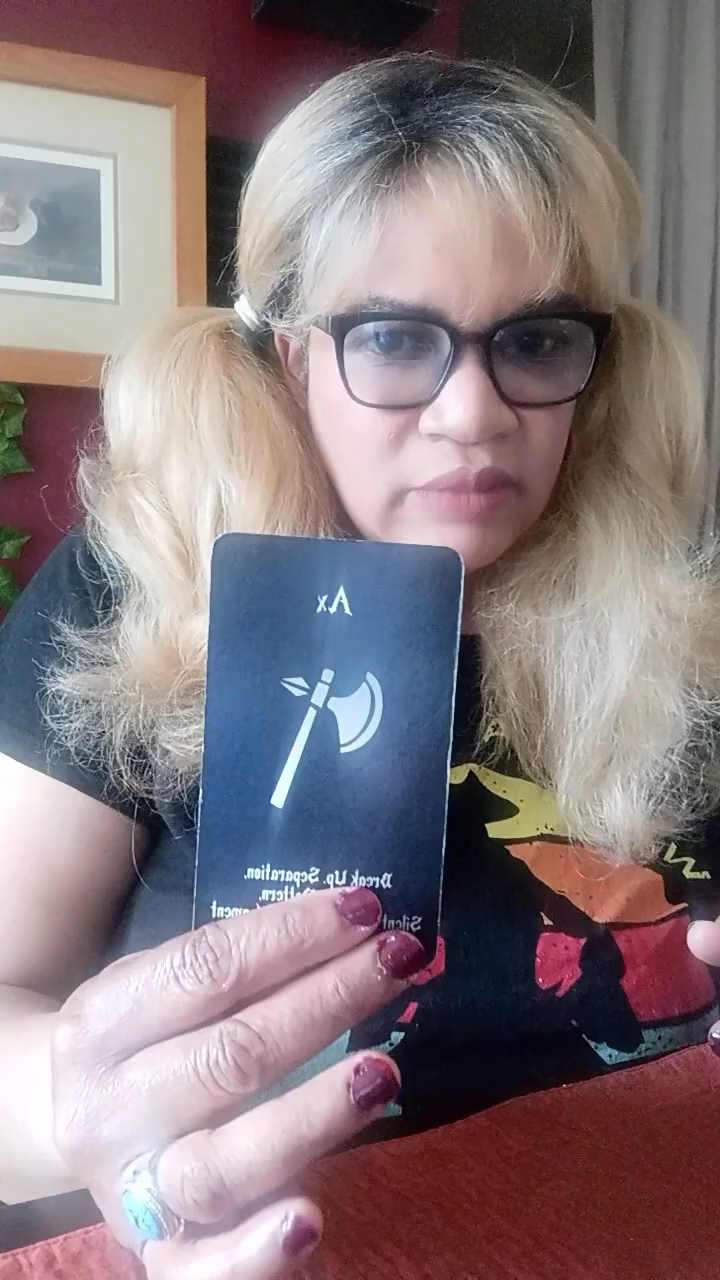 Ax
Break Up, Separation,
Pattern,
Silent